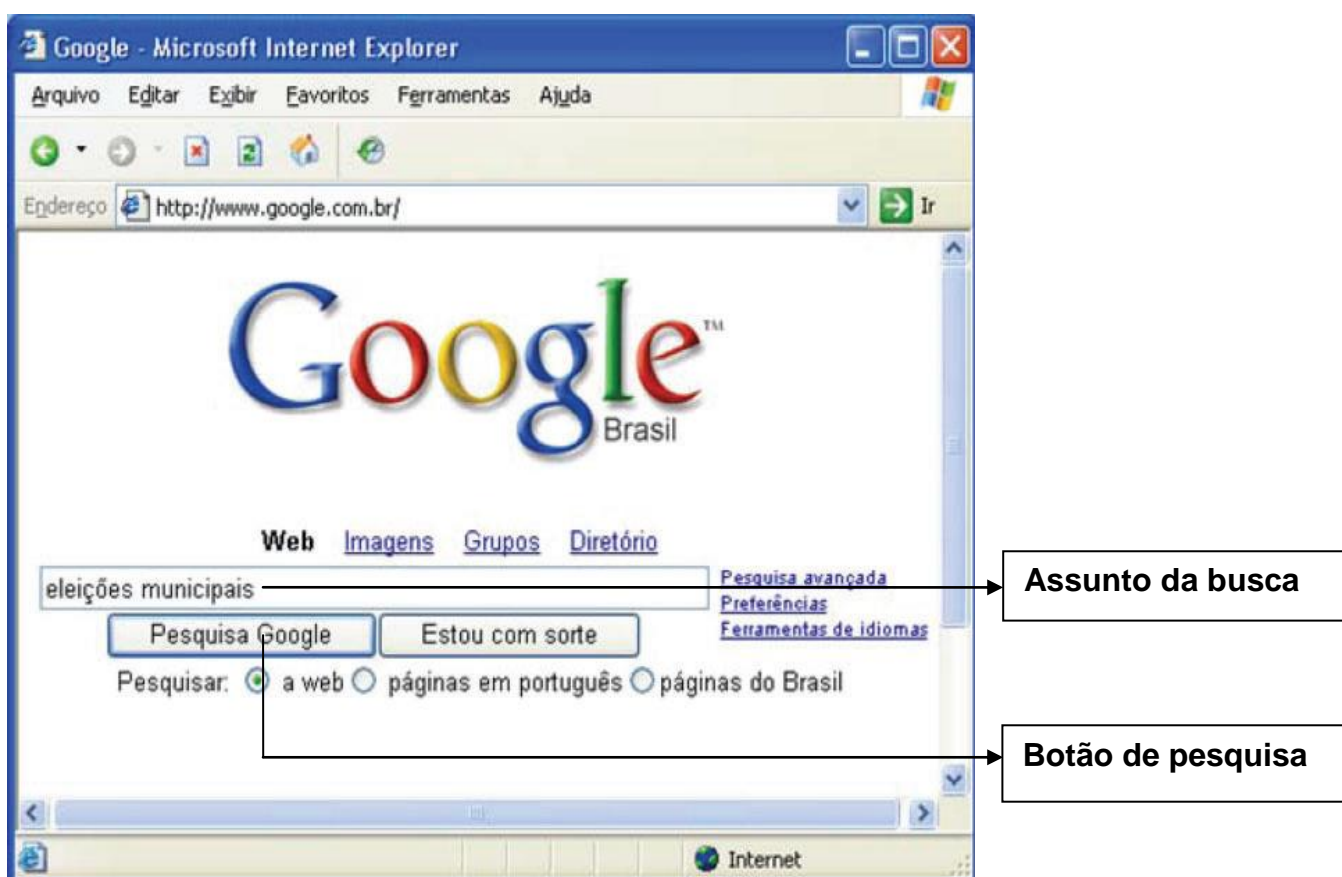 Google - Microsoft Internet Explorer
Arquivo Editar Exibir Favoritos Ferramentas Ajuda
Endereço http://www.google.com.br/ Ir
Google™
Brasil
Web Imagens Grupos Diretório
eleições municipais
Pesquisa avançada
Preferências
Ferramentas de idiomas
Assunto da busca
Pesquisa Google Estou com sorte
Pesquisar: a web páginas em português páginas do Brasil
Botão de pesquisa
Internet